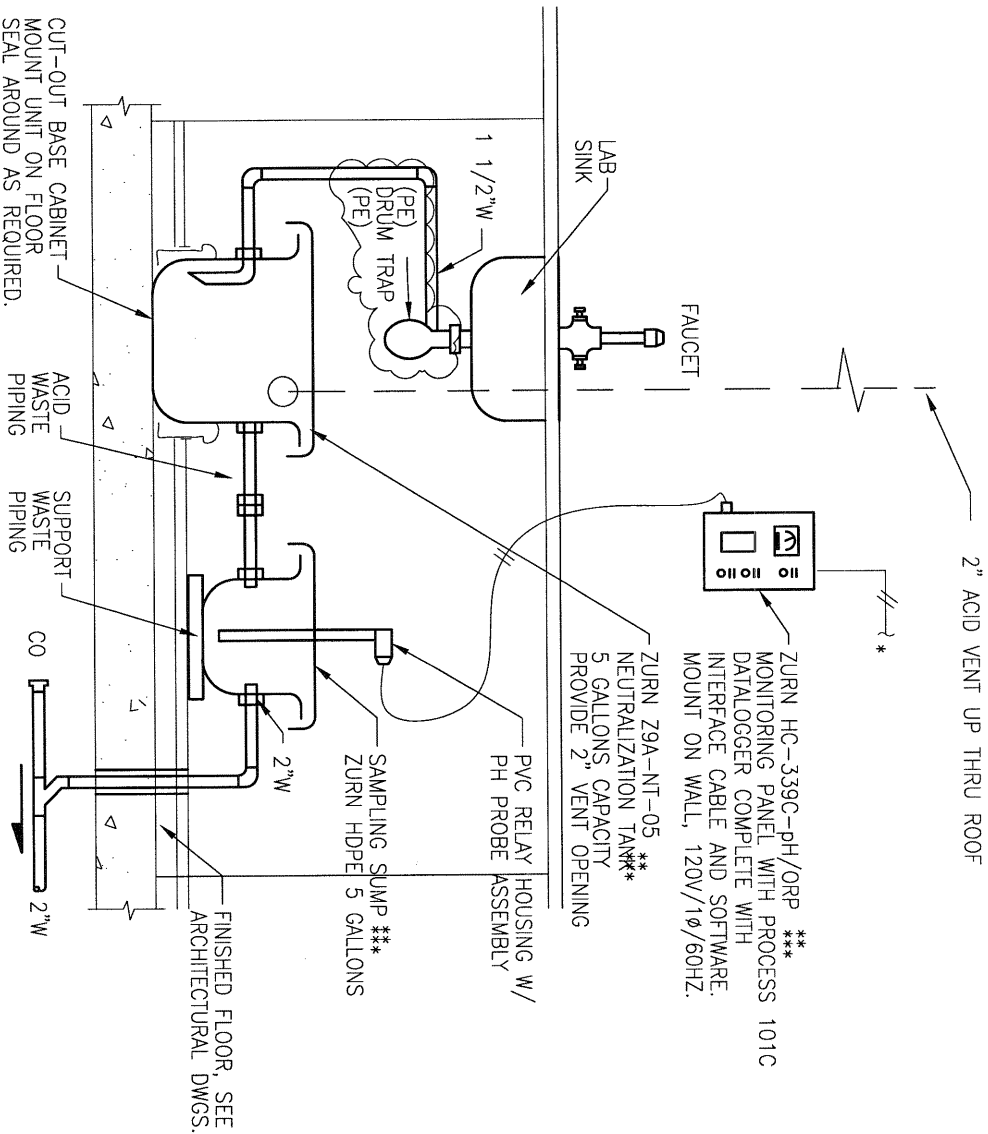 2" ACID VENT UP THRU ROOF
*
ZURN HC-339C-pH/ORP ** ***
MONITORING PANEL WITH PROCESS 101C
DATALOGGER COMPLETE WITH
INTERFACE CABLE AND SOFTWARE.
MOUNT ON WALL, 120V/1ø/60HZ.
FAUCET
LAB
SINK
ZURN Z9A-NT-05 **
NEUTRALIZATION TANK***
5 GALLONS CAPACITY
PROVIDE 2" VENT OPENING
1 1/2"W
(PE)
DRUM TRAP
(PE)
PVC RELAY HOUSING W/
PH PROBE ASSEMBLY
SAMPLING SUMP ** ***
ZURN HDPE 5 GALLONS
2"W
FINISHED FLOOR, SEE
ARCHITECTURAL DWGS.
CUT-OUT BASE CABINET
MOUNT UNIT ON FLOOR
SEAL AROUND AS REQUIRED.
ACID
WASTE
PIPING
SUPPORT
WASTE
PIPING
CO
2"W